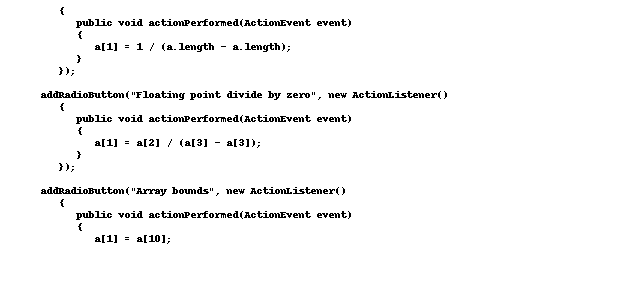 {
public void actionPerformed(ActionEvent event)
{
a[1] = 1 / (a.length - a.length);
}
});
addRadioButton("Floating point divide by zero", new ActionListener()
{
public void actionPerformed(ActionEvent event)
{
a[1] = a[2] / (a[3] - a[3]);
}
});
addRadioButton("Array bounds", new ActionListener()
{
public void actionPerformed(ActionEvent event)
{
a[1] = a[10];